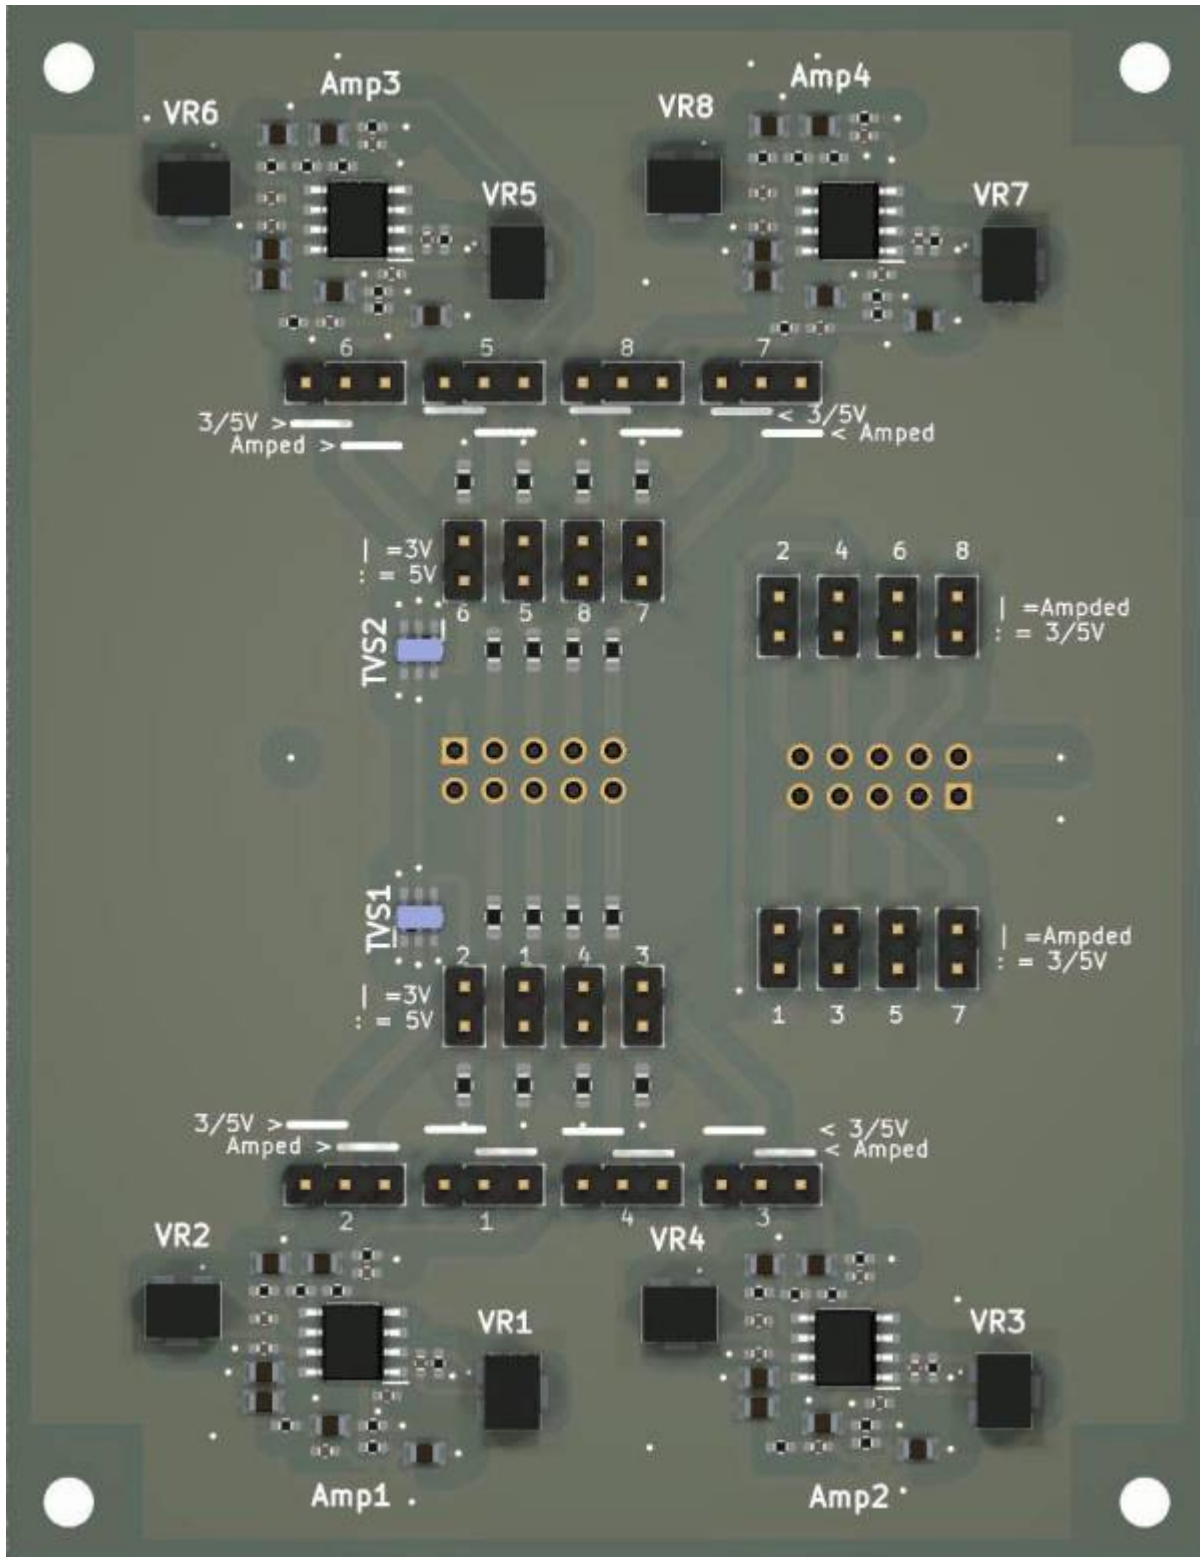 Amp3
Amp4
VR6
VR8
VR5
VR7
6
5
8
7
3/5V >
< 3/5V
Amped >
< Amped
| =3V
: = 5V
6
5
8
7
2
4
6
8
| =Ampded
: = 3/5V
TVS2
TVS1
2
1
4
3
| =3V
: = 5V
| =Ampded
: = 3/5V
1
3
5
7
3/5V >
< 3/5V
Amped >
< Amped
2
1
4
3
VR2
VR4
VR1
VR3
Amp1
Amp2